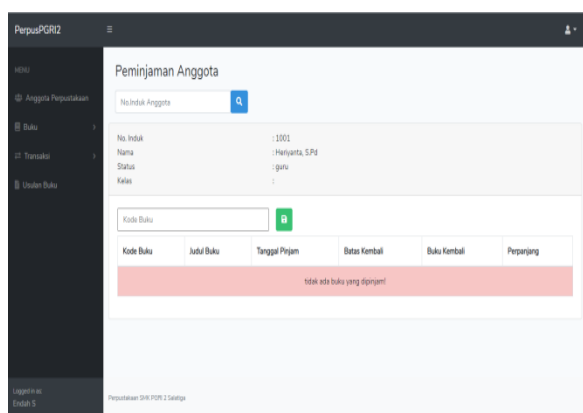 PerpusPGRI2
MENU
Anggota Perpustakaan
Buku
Transaksi
Usulan Buku
Logged in as:
Endah S
Peminjaman Anggota
No.Induk Anggota
No. Induk : 1001
Nama : Heriyanta, S.Pd
Status : guru
Kelas :
Kode Buku
Kode Buku Judul Buku Tanggal Pinjam Batas Kembali Buku Kembali Perpanjang
tidak ada buku yang dipinjam!
Perpustakaan SMK PGRI 2 Salatiga